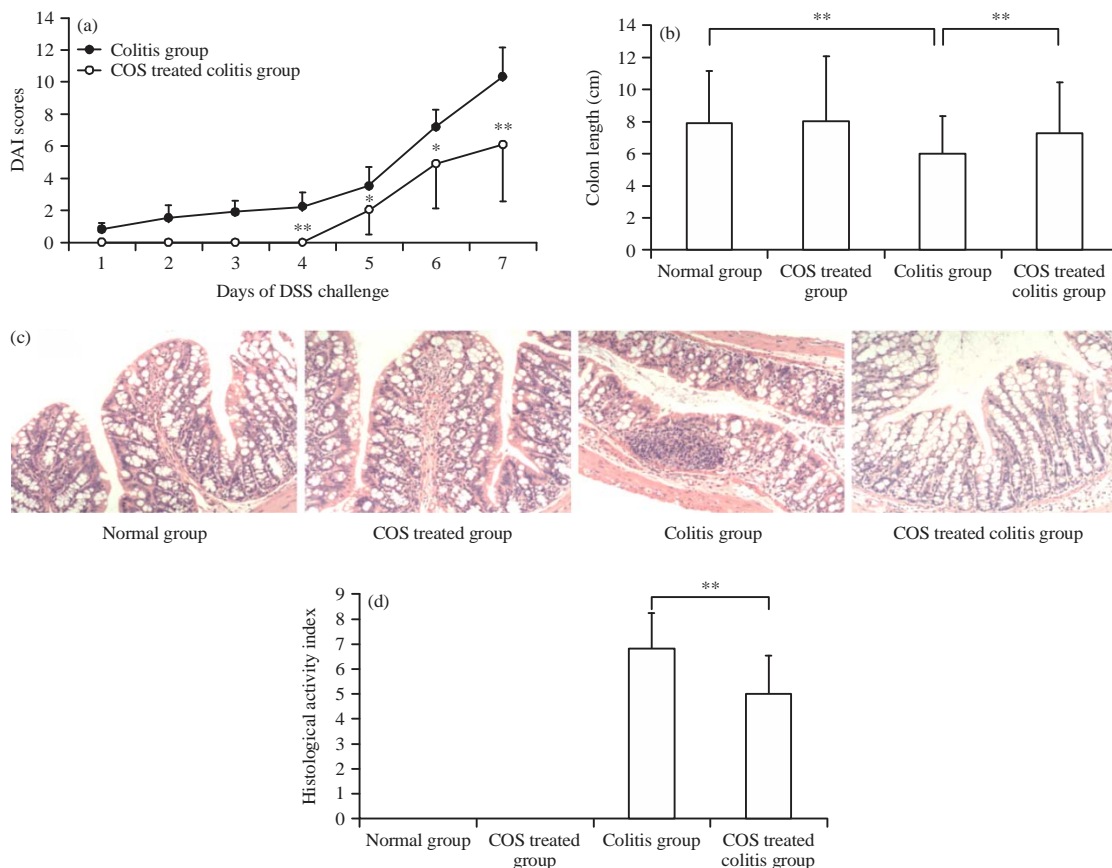 (a)
14
12
10
8
6
4
2
0
DAI scores
Colitis group
COS treated colitis group
**
*
*
**
1 2 3 4 5 6 7
Days of DSS challenge
(b)
14
12
10
8
6
4
2
0
Colon length (cm)
** **
Normal group COS treated group Colitis group COS treated colitis group
(c)
Normal group COS treated group Colitis group COS treated colitis group
(d)
9
8
7
6
5
4
3
2
1
0
Histological activity index
**
Normal group COS treated group Colitis group COS treated colitis group